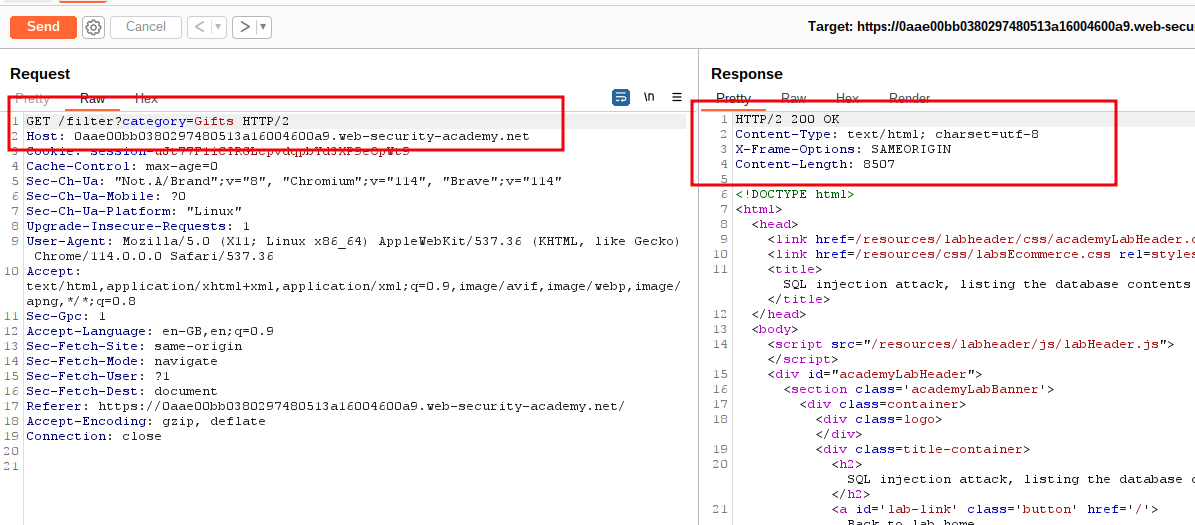 Send
Cancel
Target: https://0aae00bb0380297480513a16004600a9.web-secur
Request
Response
Pretty Raw Hex
\n
Pretty Raw Hex Render
1 GET /filter?category=Gifts HTTP/2
2 Host: 0aae00bb0380297480513a16004600a9.web-security-academy.net
3 Cookie:
4 Cache-Control: max-age=0
5 Sec-Ch-Ua: "Not.A/Brand";v="8", "Chromium";v="114", "Brave";v="114"
6 Sec-Ch-Ua-Mobile: ?0
7 Sec-Ch-Ua-Platform: "Linux"
8 Upgrade-Insecure-Requests: 1
9 User-Agent: Mozilla/5.0 (X11; Linux x86_64) AppleWebKit/537.36 (KHTML, like Gecko)
Chrome/114.0.0.0 Safari/537.36
10 Accept:
text/html,application/xhtml+xml,application/xml;q=0.9,image/avif,image/webp,image/
apng,*/*;q=0.8
11 Sec-Gpc: 1
12 Accept-Language: en-GB,en;q=0.9
13 Sec-Fetch-Site: same-origin
14 Sec-Fetch-Mode: navigate
15 Sec-Fetch-User: ?1
16 Sec-Fetch-Dest: document
17 Referer: https://0aae00bb0380297480513a16004600a9.web-security-academy.net/
18 Accept-Encoding: gzip, deflate
19 Connection: close
20
21
1 HTTP/2 200 OK
2 Content-Type: text/html; charset=utf-8
3 X-Frame-Options: SAMEORIGIN
4 Content-Length: 8507
5
6 <!DOCTYPE html>
7 <html>
8 <head>
9 <link href=/resources/labheader/css/academyLabHeader.c
10 <link href=/resources/css/labsEcommerce.css rel=styles
11 <title>
SQL injection attack, listing the database contents
</title>
12 </head>
13 <body>
14 <script src="/resources/labheader/js/labHeader.js">
</script>
15 <div id="academyLabHeader">
16 <section class='academyLabBanner'>
17 <div class=container>
18 <div class=logo>
</div>
19 <div class=title-container>
20 <h2>
SQL injection attack, listing the database c
</h2>
21 <a id='lab-link' class='button' href='/'>
Back to lab home